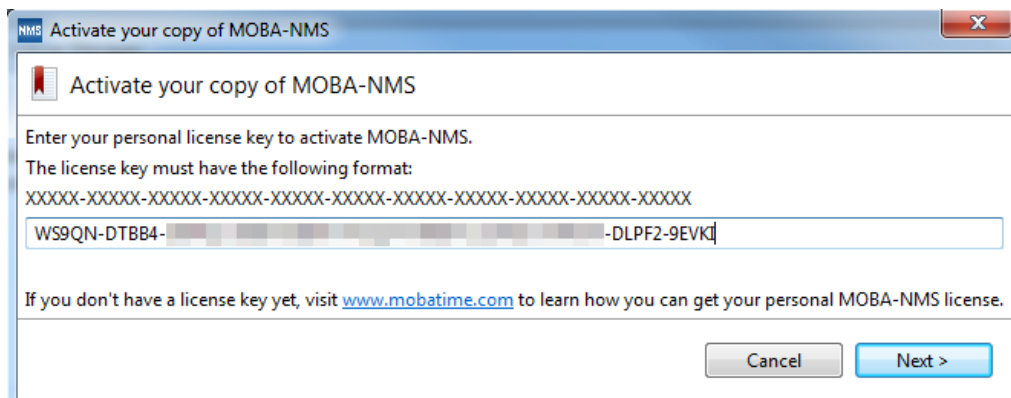 NMS Activate your copy of MOBA-NMS
X
Activate your copy of MOBA-NMS
Enter your personal license key to activate MOBA-NMS.
The license key must have the following format:
XXXXX-XXXXX-XXXXX-XXXXX-XXXXX-XXXXX-XXXXX-XXXXX-XXXXX-XXXXX-XXXXX
WS9QN-DTBB4- -DLPF2-9EVKI
If you don't have a license key yet, visit www.mobatime.com to learn how you can get your personal MOBA-NMS license.
Cancel Next >